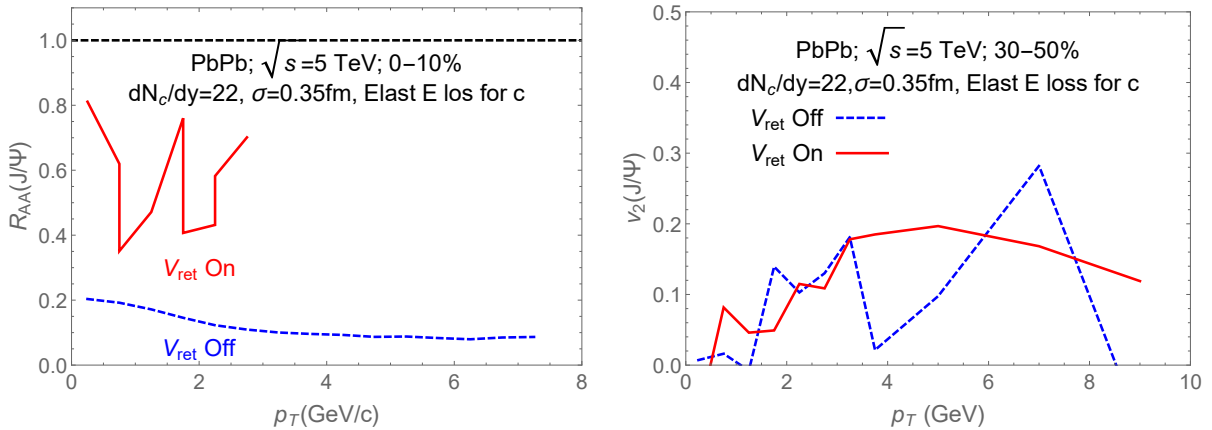 PbPb; √s =5 TeV; 0–10%
dN_c/dy=22, σ=0.35fm, Elast E los for c
V_ret On
V_ret Off
R_AA(J/Ψ)
1.0
0.8
0.6
0.4
0.2
0.0
0 2 4 6 8
p_T(GeV/c)
PbPb; √s =5 TeV; 30–50%
dN_c/dy=22,σ=0.35fm, Elast E loss for c
V_ret Off
V_ret On
v_2(J/Ψ)
0.5
0.4
0.3
0.2
0.1
0.0
0 2 4 6 8 10
p_T (GeV)